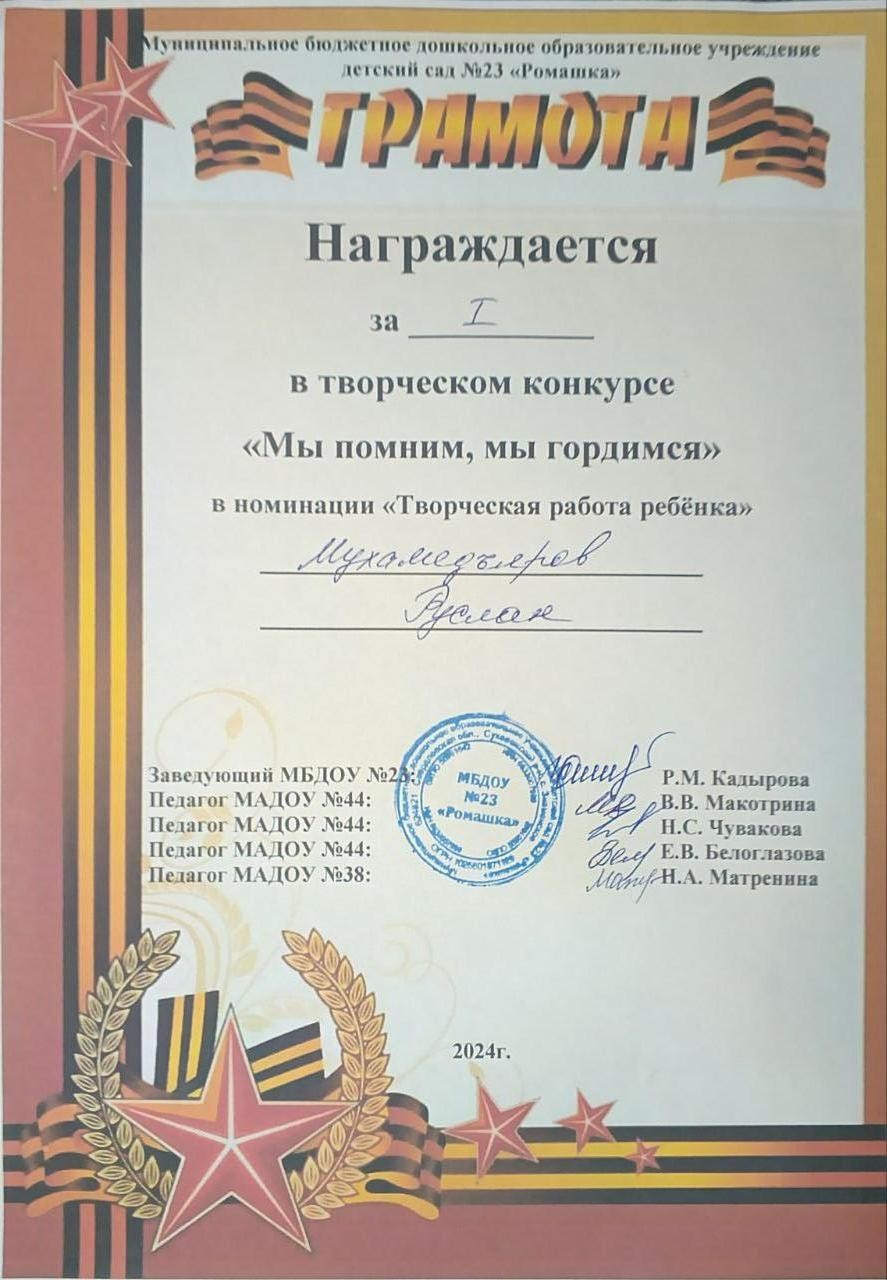 Муниципальное бюджетное дошкольное образовательное учреждение
детский сад №23 «Ромашка»
ГРАМОТА
Награждается
за I
в творческом конкурсе
«Мы помним, мы гордимся»
в номинации «Творческая работа ребёнка»
Мухамедъяров
Руслан
Заведующий МБДОУ №23: Р.М. Кадырова
Педагог МАДОУ №44: В.В. Макотрина
Педагог МАДОУ №44: Н.С. Чувакова
Педагог МАДОУ №44: Е.В. Белоглазова
Педагог МАДОУ №38: Н.А. Матренина
МБДОУ
№23
«Ромашка»
2024г.